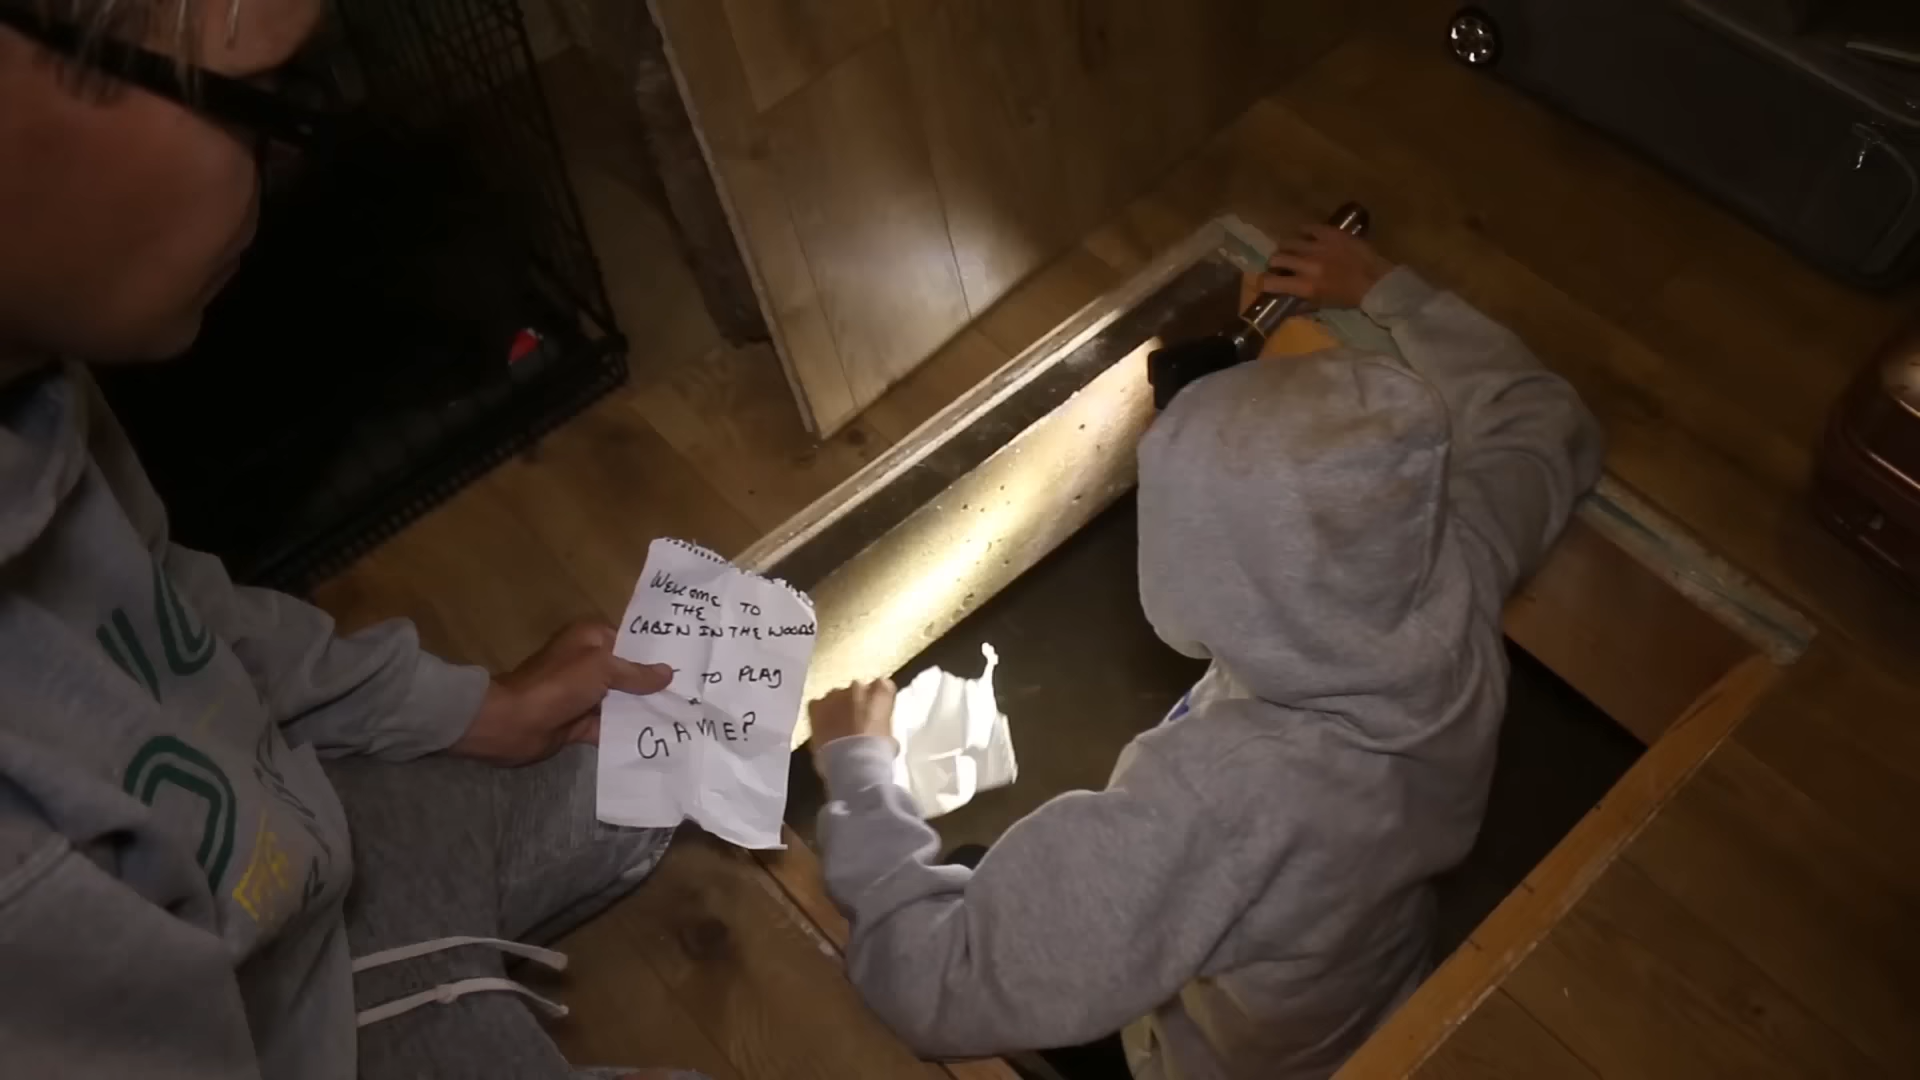 WELCOME TO
THE
CABIN IN THE WOODS
TO PLAY
A
GAME?